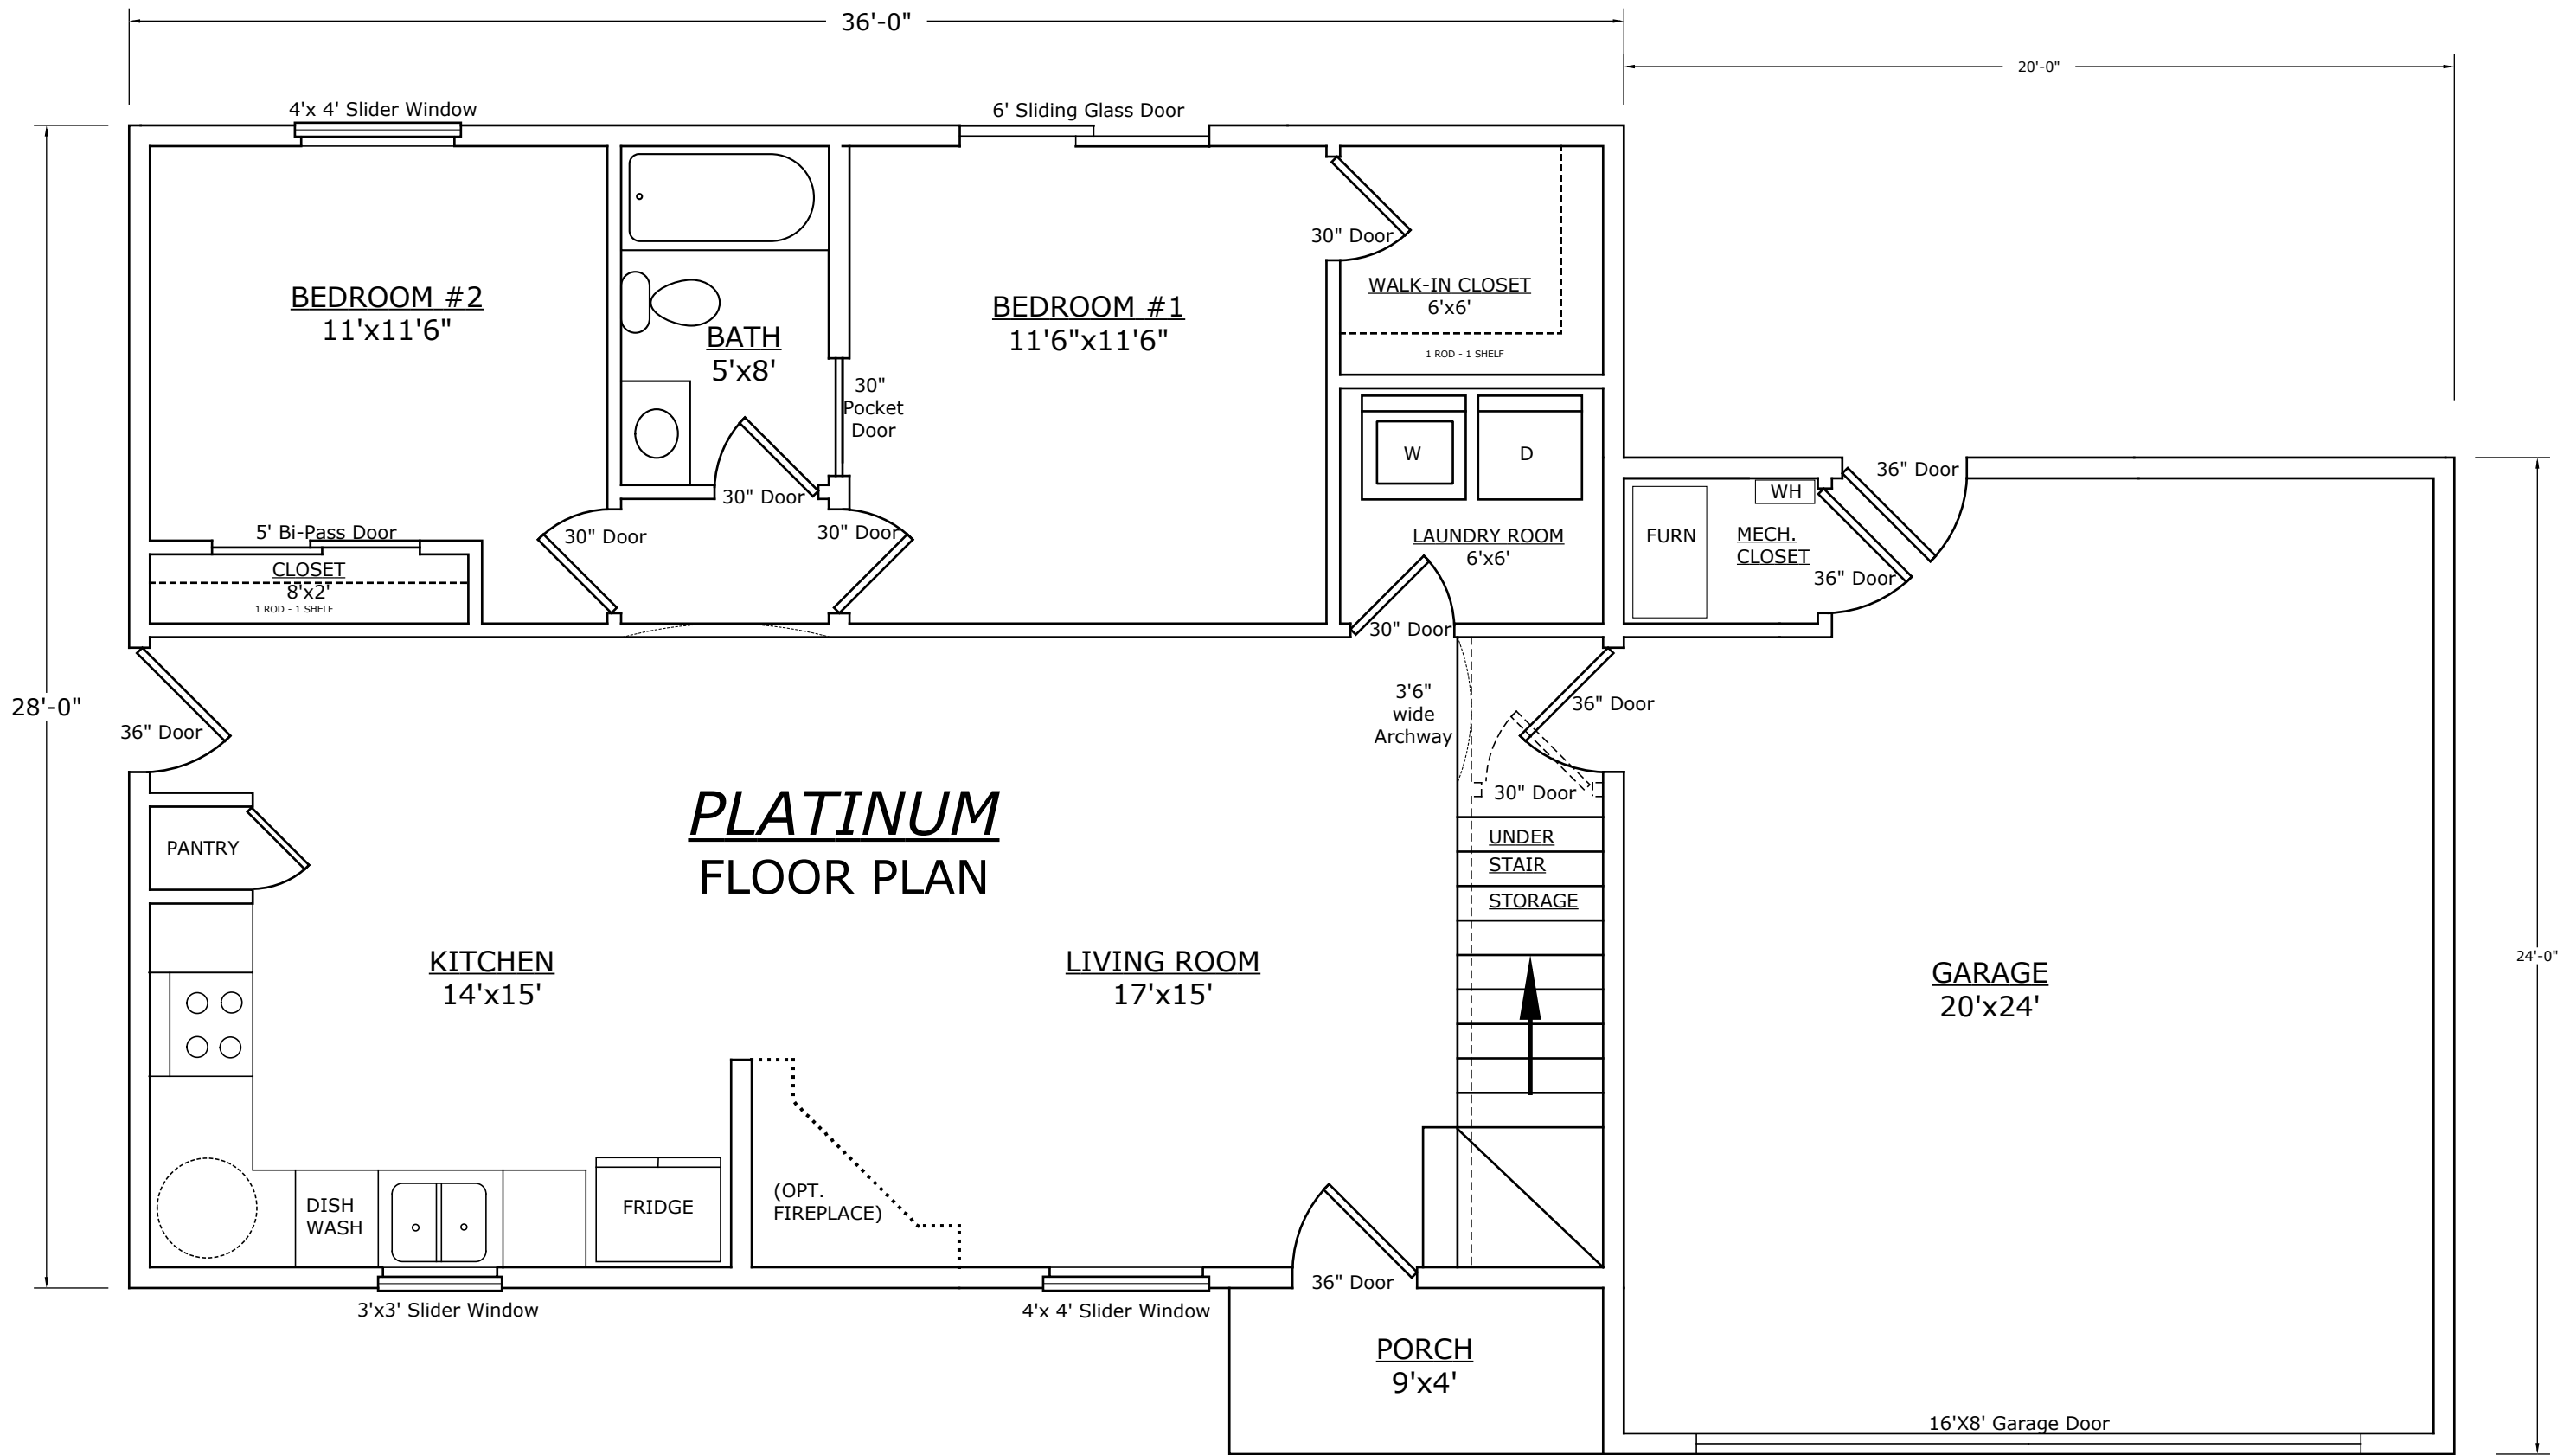 36'-0"
20'-0"
4'x 4' Slider Window
6' Sliding Glass Door
BEDROOM #2
11'x11'6"
BATH
5'x8'
30"
Pocket
Door
BEDROOM #1
11'6"x11'6"
30" Door
WALK-IN CLOSET
6'x6'
1 ROD - 1 SHELF
W
D
LAUNDRY ROOM
6'x6'
30" Door
5' Bi-Pass Door
CLOSET
8'x2'
1 ROD - 1 SHELF
30" Door
30" Door
30" Door
FURN
WH
MECH.
CLOSET
36" Door
36" Door
28'-0"
36" Door
3'6"
wide
Archway
36" Door
30" Door
PANTRY
PLATINUM
FLOOR PLAN
UNDER
STAIR
STORAGE
KITCHEN
14'x15'
LIVING ROOM
17'x15'
GARAGE
20'x24'
24'-0"
DISH
WASH
FRIDGE
(OPT.
FIREPLACE)
36" Door
3'x3' Slider Window
4'x 4' Slider Window
PORCH
9'x4'
16'X8' Garage Door